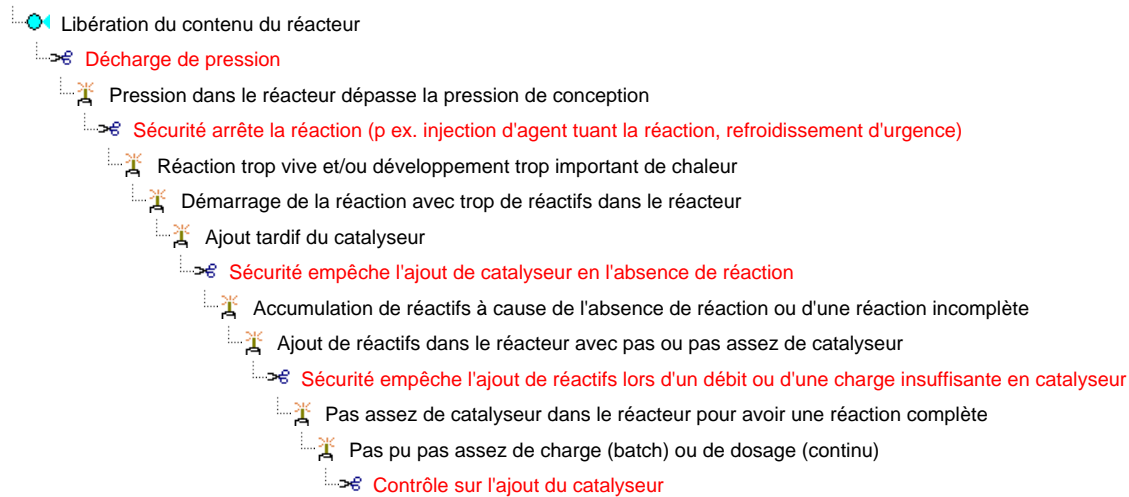 Libération du contenu du réacteur
Décharge de pression
Pression dans le réacteur dépasse la pression de conception
Sécurité arrête la réaction (p ex. injection d'agent tuant la réaction, refroidissement d'urgence)
Réaction trop vive et/ou développement trop important de chaleur
Démarrage de la réaction avec trop de réactifs dans le réacteur
Ajout tardif du catalyseur
Sécurité empêche l'ajout de catalyseur en l'absence de réaction
Accumulation de réactifs à cause de l'absence de réaction ou d'une réaction incomplète
Ajout de réactifs dans le réacteur avec pas ou pas assez de catalyseur
Sécurité empêche l'ajout de réactifs lors d'un débit ou d'une charge insuffisante en catalyseur
Pas assez de catalyseur dans le réacteur pour avoir une réaction complète
Pas pu pas assez de charge (batch) ou de dosage (continu)
Contrôle sur l'ajout du catalyseur